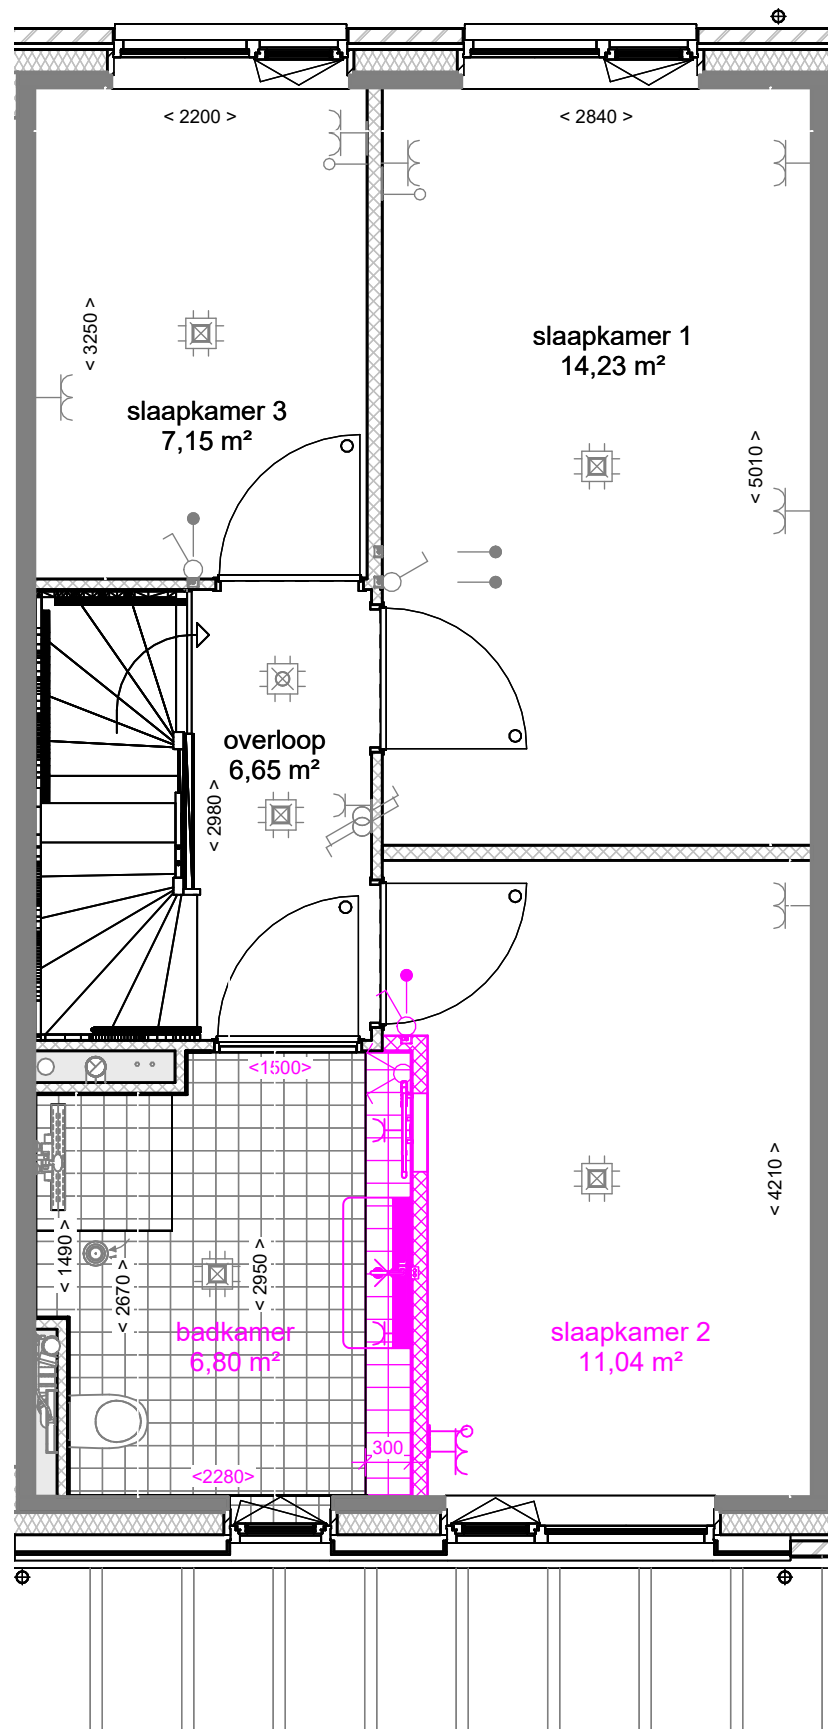 < 2200 >
< 2840 >
< 3250 >
slaapkamer 1
14,23 m²
slaapkamer 3
7,15 m²
< 5010 >
overloop
6,65 m²
< 2980 >
<1500>
< 4210 >
< 1490 >
< 2670 >
< 2950 >
badkamer
6,80 m²
slaapkamer 2
11,04 m²
300
<2280>